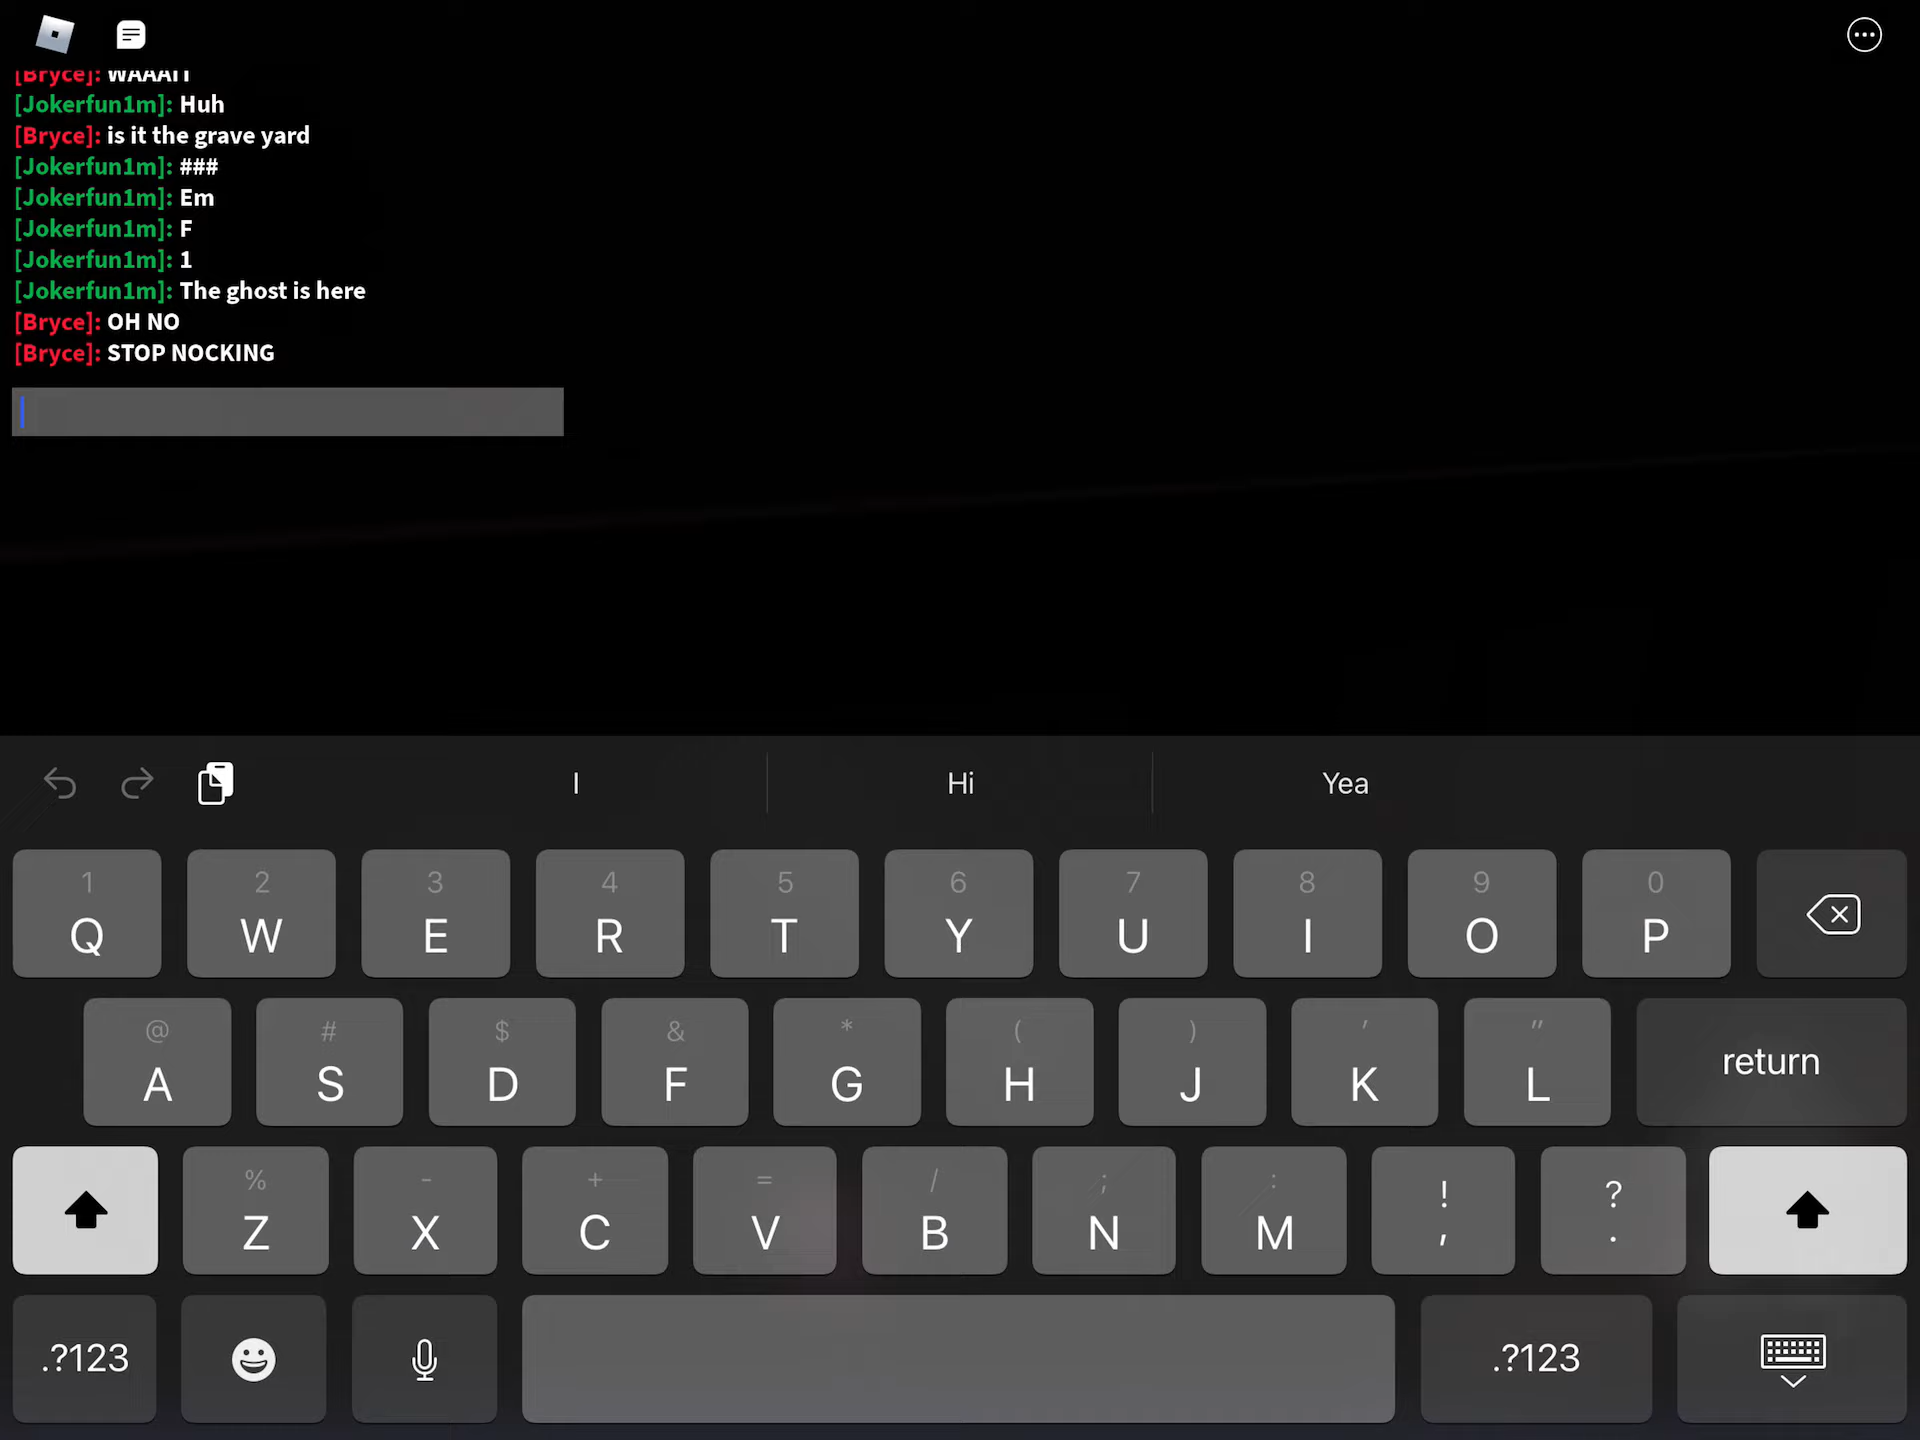 [Bryce]: WAAAIT
[Jokerfun1m]: Huh
[Bryce]: is it the grave yard
[Jokerfun1m]: ###
[Jokerfun1m]: Em
[Jokerfun1m]: F
[Jokerfun1m]: 1
[Jokerfun1m]: The ghost is here
[Bryce]: OH NO
[Bryce]: STOP NOCKING
I Hi Yea
1 2 3 4 5 6 7 8 9 0
Q W E R T Y U I O P
@ # $ & * ( ) ' "
A S D F G H J K L return
% - + = / ; : ! ?
Z X C V B N M , .
.?123 .?123